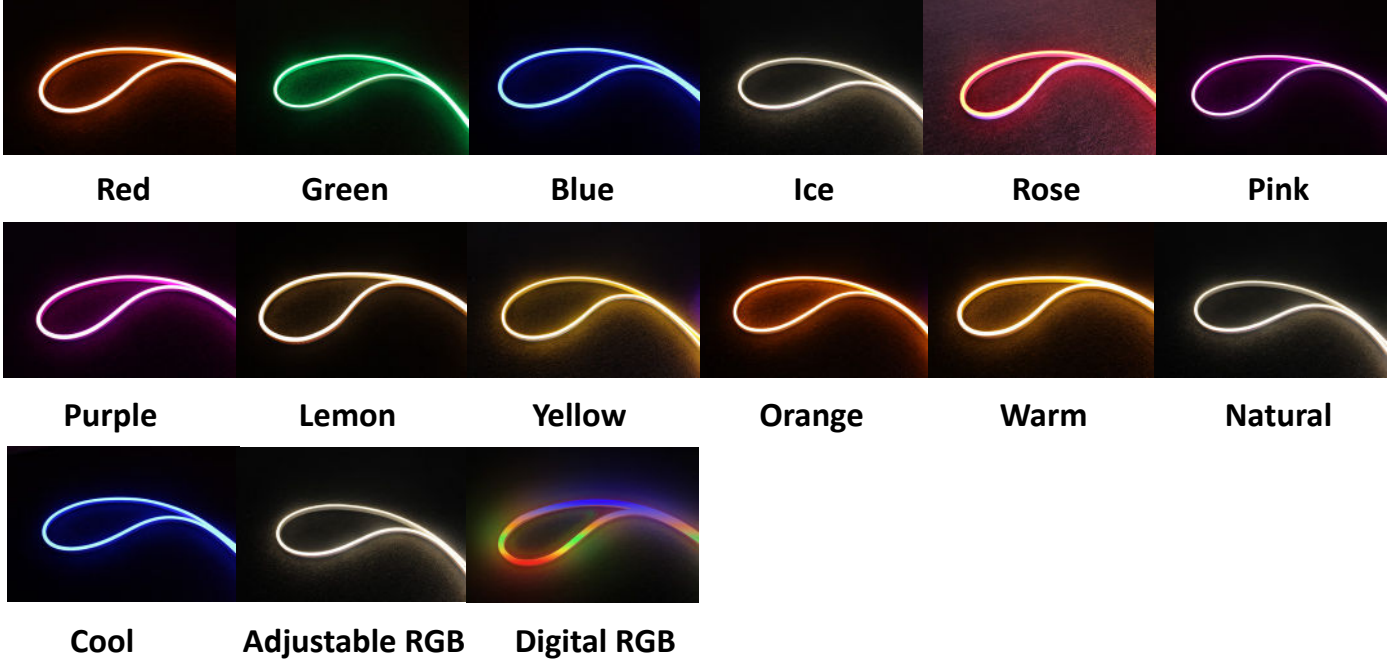 Red Green Blue Ice Rose Pink
Purple Lemon Yellow Orange Warm Natural
Cool Adjustable RGB Digital RGB